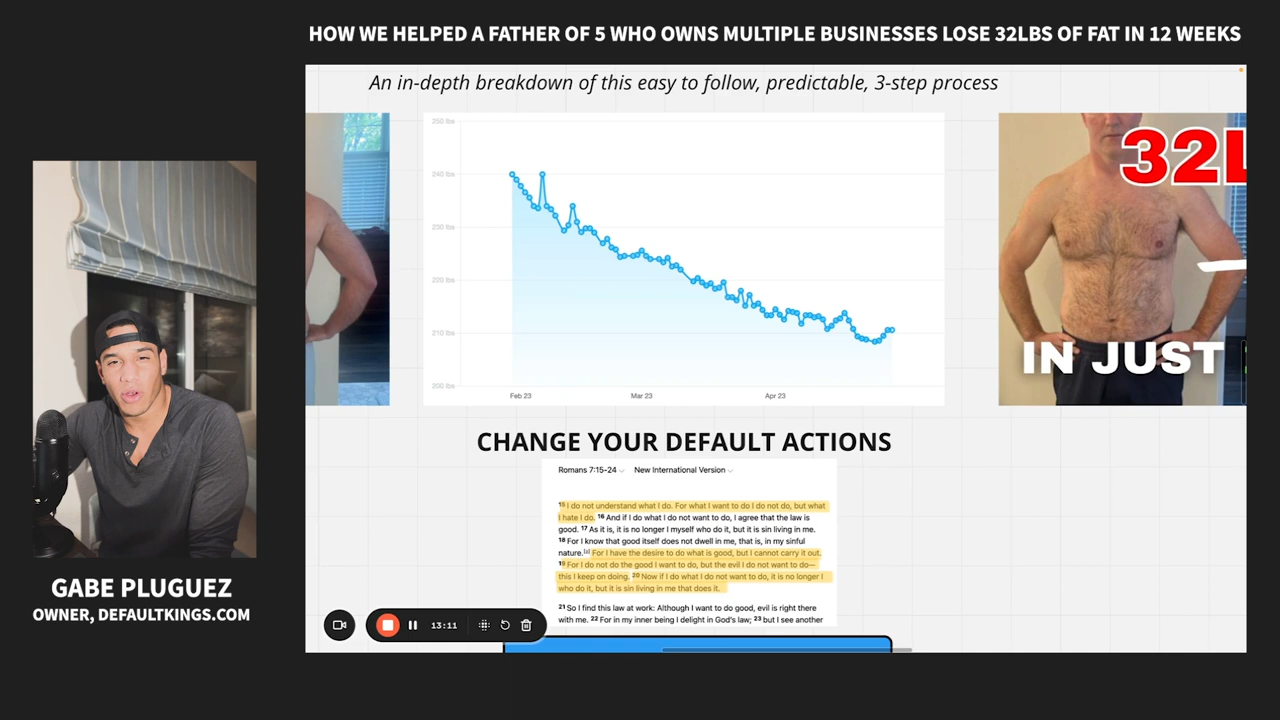 HOW WE HELPED A FATHER OF 5 WHO OWNS MULTIPLE BUSINESSES LOSE 32LBS OF FAT IN 12 WEEKS
An in-depth breakdown of this easy to follow, predictable, 3-step process
250 lbs
240 lbs
230 lbs
220 lbs
210 lbs
200 lbs
Feb 23
Mar 23
Apr 23
32L
IN JUST
CHANGE YOUR DEFAULT ACTIONS
Romans 7:15-24 New International Version
15 I do not understand what I do. For what I want to do I do not do, but what
I hate I do. 16 And if I do what I do not want to do, I agree that the law is
good. 17 As it is, it is no longer I myself who do it, but it is sin living in me.
18 For I know that good itself does not dwell in me, that is, in my sinful
nature.[a] For I have the desire to do what is good, but I cannot carry it out.
19 For I do not do the good I want to do, but the evil I do not want to do—
this I keep on doing. 20 Now if I do what I do not want to do, it is no longer I
who do it, but it is sin living in me that does it.
21 So I find this law at work: Although I want to do good, evil is right there
with me. 22 For in my inner being I delight in God's law; 23 but I see another
13:11
GABE PLUGUEZ
OWNER, DEFAULTKINGS.COM